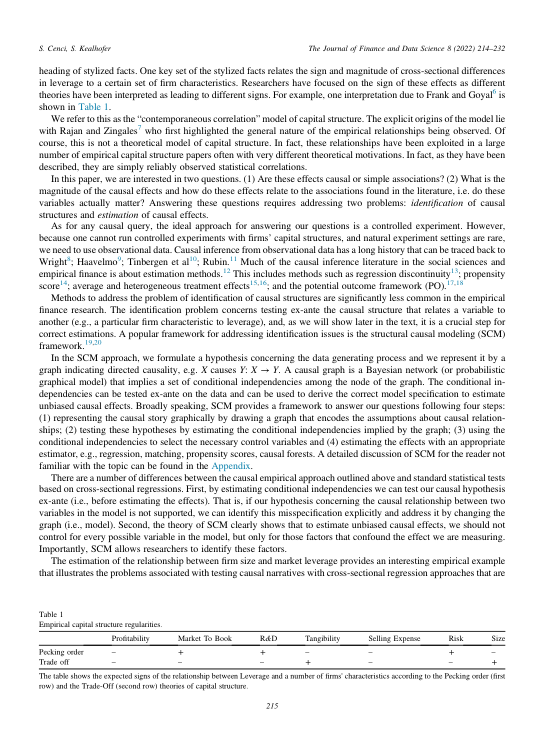 S. Cenci, S. Kealhofer The Journal of Finance and Data Science 8 (2022) 214–232
heading of stylized facts. One key set of the stylized facts relates the sign and magnitude of cross-sectional differences
in leverage to a certain set of firm characteristics. Researchers have focused on the sign of these effects as different
theories have been interpreted as leading to different signs. For example, one interpretation due to Frank and Goyal6 is
shown in Table 1.
We refer to this as the “contemporaneous correlation” model of capital structure. The explicit origins of the model lie
with Rajan and Zingales7 who first highlighted the general nature of the empirical relationships being observed. Of
course, this is not a theoretical model of capital structure. In fact, these relationships have been exploited in a large
number of empirical capital structure papers often with very different theoretical motivations. In fact, as they have been
described, they are simply reliably observed statistical correlations.
In this paper, we are interested in two questions. (1) Are these effects causal or simple associations? (2) What is the
magnitude of the causal effects and how do these effects relate to the associations found in the literature, i.e. do these
variables actually matter? Answering these questions requires addressing two problems: identification of causal
structures and estimation of causal effects.
As for any causal query, the ideal approach for answering our questions is a controlled experiment. However,
because one cannot run controlled experiments with firms' capital structures, and natural experiment settings are rare,
we need to use observational data. Causal inference from observational data has a long history that can be traced back to
Wright8; Haavelmo9; Tinbergen et al10; Rubin.11 Much of the causal inference literature in the social sciences and
empirical finance is about estimation methods.12 This includes methods such as regression discontinuity13; propensity
score14; average and heterogeneous treatment effects15,16; and the potential outcome framework (PO).17,18
Methods to address the problem of identification of causal structures are significantly less common in the empirical
finance research. The identification problem concerns testing ex-ante the causal structure that relates a variable to
another (e.g., a particular firm characteristic to leverage), and, as we will show later in the text, it is a crucial step for
correct estimations. A popular framework for addressing identification issues is the structural causal modeling (SCM)
framework.19,20
In the SCM approach, we formulate a hypothesis concerning the data generating process and we represent it by a
graph indicating directed causality, e.g. X causes Y: X → Y. A causal graph is a Bayesian network (or probabilistic
graphical model) that implies a set of conditional independences among the node of the graph. The conditional in-
dependencies can be tested ex-ante on the data and can be used to derive the correct model specification to estimate
unbiased causal effects. Broadly speaking, SCM provides a framework to answer our questions following four steps:
(1) representing the causal story graphically by drawing a graph that encodes the assumptions about causal relation-
ships; (2) testing these hypotheses by estimating the conditional independencies implied by the graph; (3) using the
conditional independencies to select the necessary control variables and (4) estimating the effects with an appropriate
estimator, e.g., regression, matching, propensity scores, causal forests. A detailed discussion of SCM for the reader not
familiar with the topic can be found in the Appendix.
There are a number of differences between the causal empirical approach outlined above and standard statistical tests
based on cross-sectional regressions. First, by estimating conditional independencies we can test our causal hypothesis
ex-ante (i.e., before estimating the effects). That is, if our hypothesis concerning the causal relationship between two
variables in the model is not supported, we can identify this misspecification explicitly and address it by changing the
graph (i.e., model). Second, the theory of SCM clearly shows that to estimate unbiased causal effects, we should not
control for every possible variable in the model, but only for those factors that confound the effect we are measuring.
Importantly, SCM allows researchers to identify these factors.
The estimation of the relationship between firm size and market leverage provides an interesting empirical example
that illustrates the problems associated with testing causal narratives with cross-sectional regression approaches that are
Table 1
Empirical capital structure regularities.
Profitability Market To Book R&D Tangibility Selling Expense Risk Size
Pecking order – + + – – + –
Trade off – – – + – – +
The table shows the expected signs of the relationship between Leverage and a number of firms' characteristics according to the Pecking order (first
row) and the Trade-Off (second row) theories of capital structure.
215